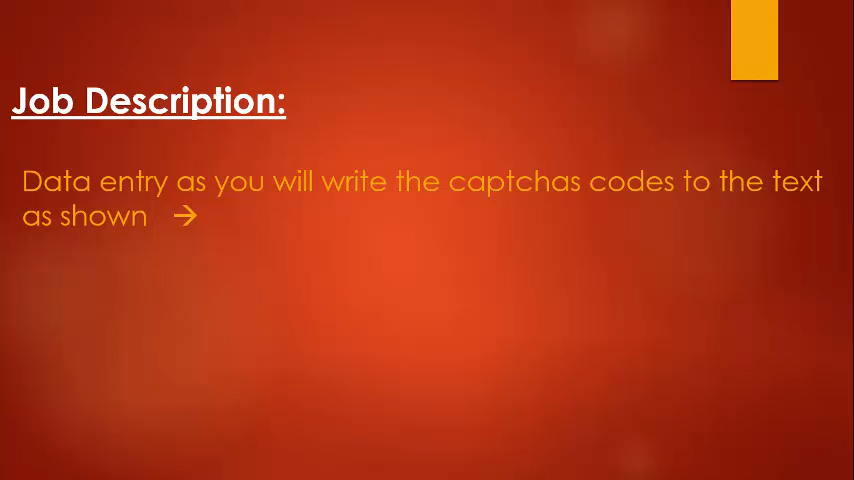 Job Description:
Data entry as you will write the captchas codes to the text
as shown →